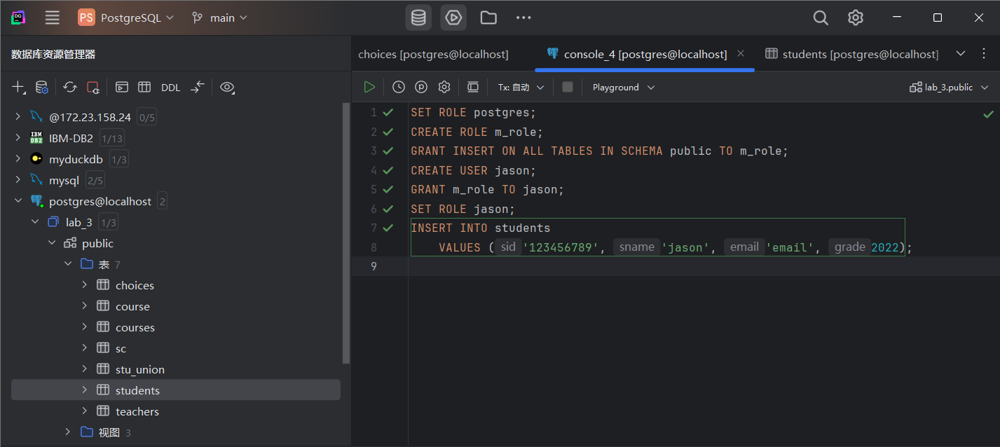 PS PostgreSQL main
数据库资源管理器
DDL
@172.23.158.24 0/5
IBM-DB2 1/13
myduckdb 1/3
mysql 2/5
postgres@localhost 2
lab_3 1/3
public
表 7
choices
course
courses
sc
stu_union
students
teachers
视图 3
choices [postgres@localhost] console_4 [postgres@localhost] students [postgres@localhost]
Tx: 自动 Playground lab_3.public
1 SET ROLE postgres;
2 CREATE ROLE m_role;
3 GRANT INSERT ON ALL TABLES IN SCHEMA public TO m_role;
4 CREATE USER jason;
5 GRANT m_role TO jason;
6 SET ROLE jason;
7 INSERT INTO students
8 VALUES ( sid '123456789', sname 'jason', email 'email', grade 2022);
9